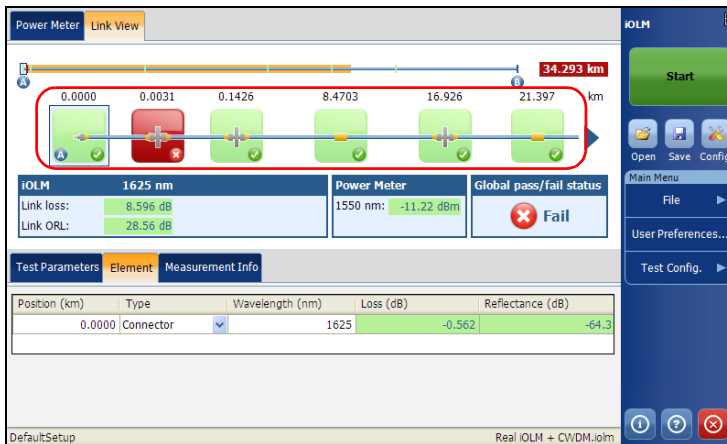 Power Meter Link View
iOLM
34.293 km
A B
Start
0.0000 0.0031 0.1426 8.4703 16.926 21.397 km
A
Open Save Config
Main Menu
File
User Preferences...
Test Config.
iOLM 1625 nm
Link loss: 8.596 dB
Link ORL: 28.56 dB
Power Meter
1550 nm: -11.22 dBm
Global pass/fail status
Fail
Test Parameters Element Measurement Info
Position (km) Type Wavelength (nm) Loss (dB) Reflectance (dB)
0.0000 Connector 1625 -0.562 -64.3
DefaultSetup Real iOLM + CWDM.iolm